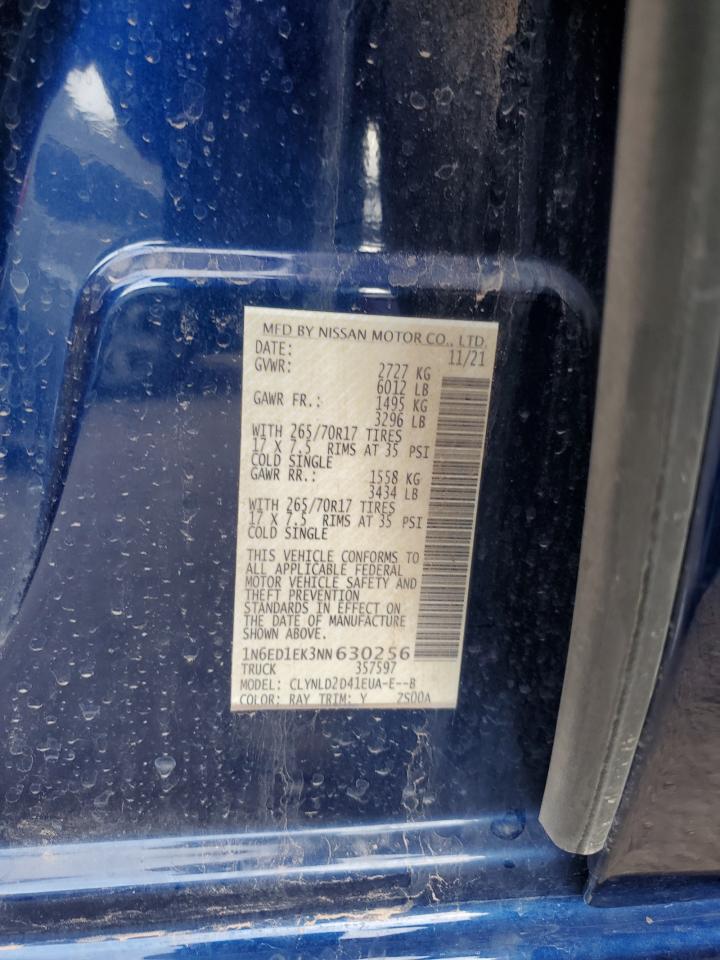 MFD BY NISSAN MOTOR CO., LTD.
DATE: 11/21
GVWR: 2727 KG
6012 LB
GAWR FR.: 1495 KG
3296 LB
WITH 265/70R17 TIRES
17 X 7.5 RIMS AT 35 PSI
COLD SINGLE
GAWR RR.: 1558 KG
3434 LB
WITH 265/70R17 TIRES
17 X 7.5 RIMS AT 35 PSI
COLD SINGLE
THIS VEHICLE CONFORMS TO
ALL APPLICABLE FEDERAL
MOTOR VEHICLE SAFETY AND
THEFT PREVENTION
STANDARDS IN EFFECT ON
THE DATE OF MANUFACTURE
SHOWN ABOVE.
1N6ED1EK3NN630256
TRUCK 357597
MODEL: CLYNLD2D41EUA-E--B
COLOR: RAY TRIM: Y 2S00A